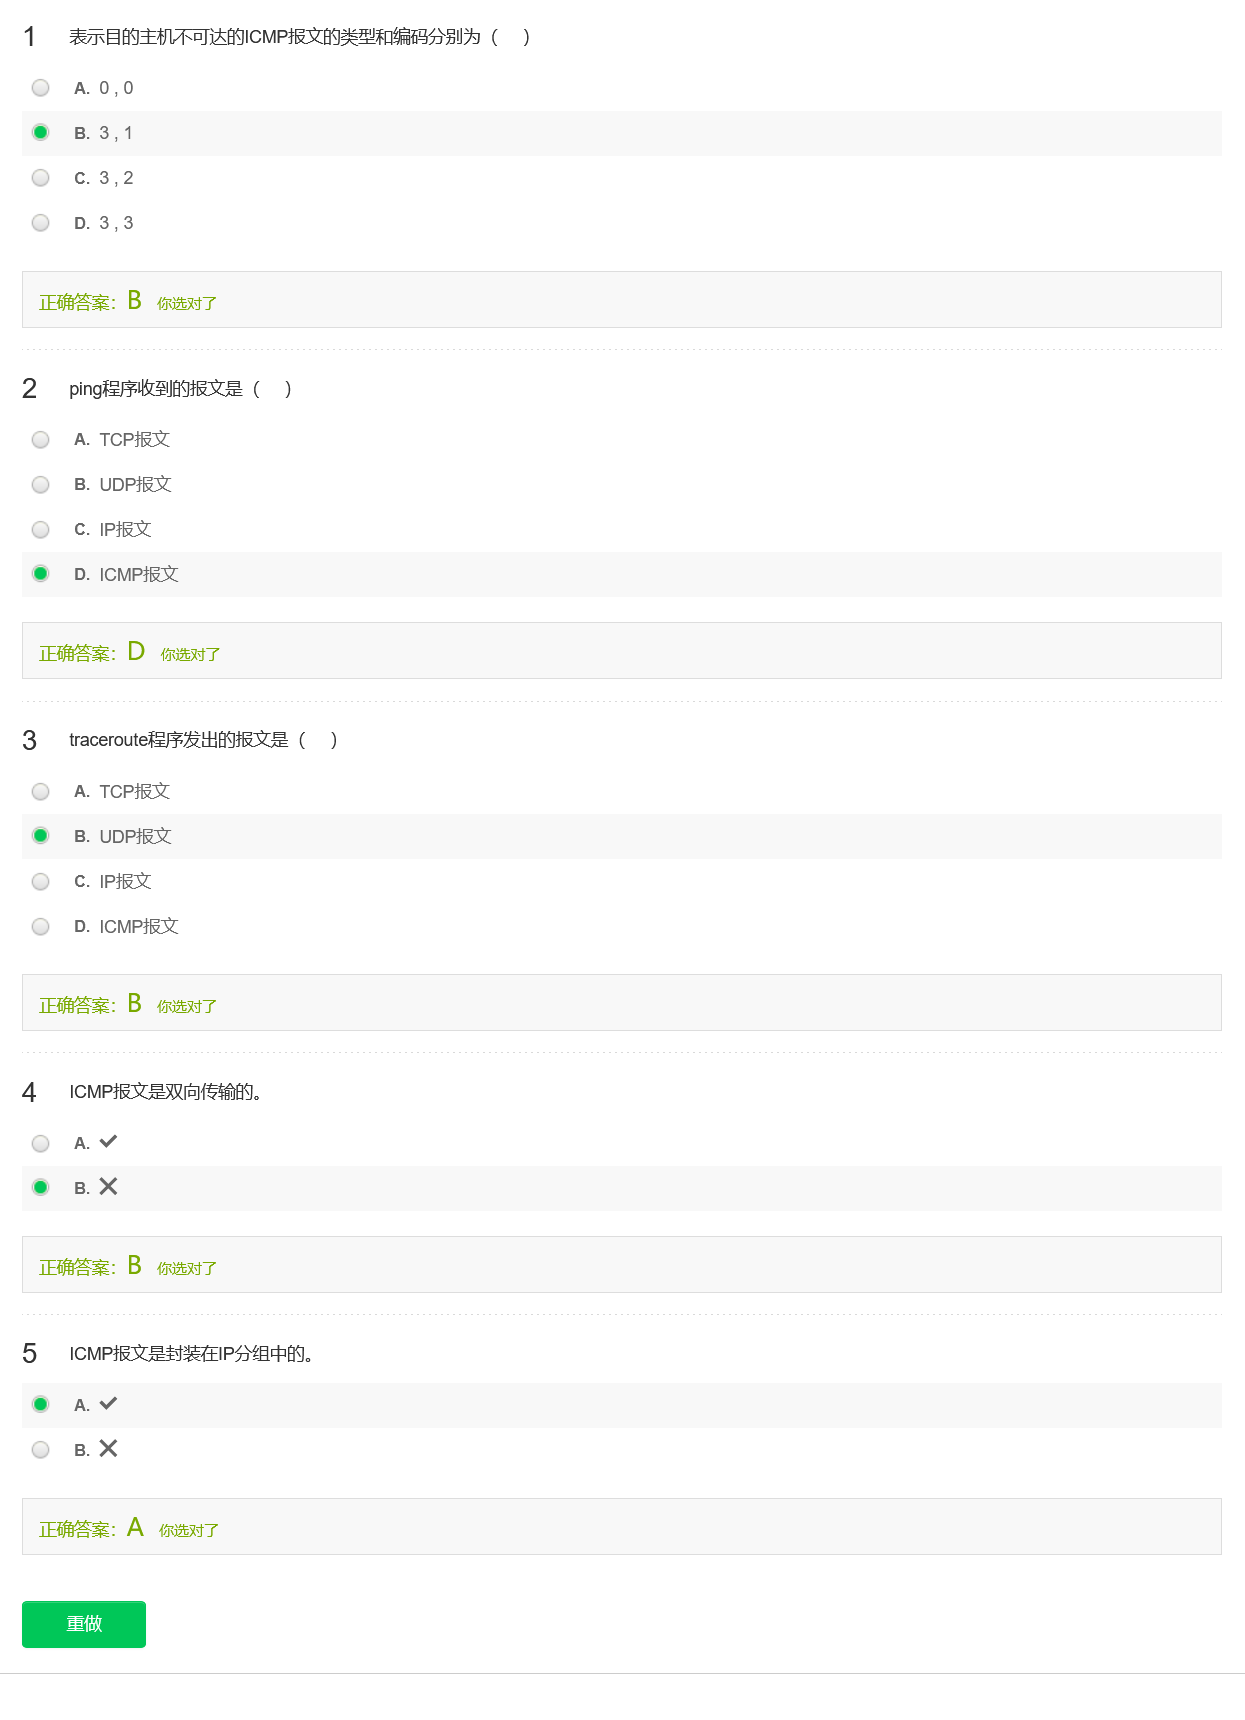 1 表示目的主机不可达的ICMP报文的类型和编码分别为（ ）
A. 0 , 0
B. 3 , 1
C. 3 , 2
D. 3 , 3
正确答案：B 你选对了
2 ping程序收到的报文是（ ）
A. TCP报文
B. UDP报文
C. IP报文
D. ICMP报文
正确答案：D 你选对了
3 traceroute程序发出的报文是（ ）
A. TCP报文
B. UDP报文
C. IP报文
D. ICMP报文
正确答案：B 你选对了
4 ICMP报文是双向传输的。
A. ✓
B. ✕
正确答案：B 你选对了
5 ICMP报文是封装在IP分组中的。
A. ✓
B. ✕
正确答案：A 你选对了
重做